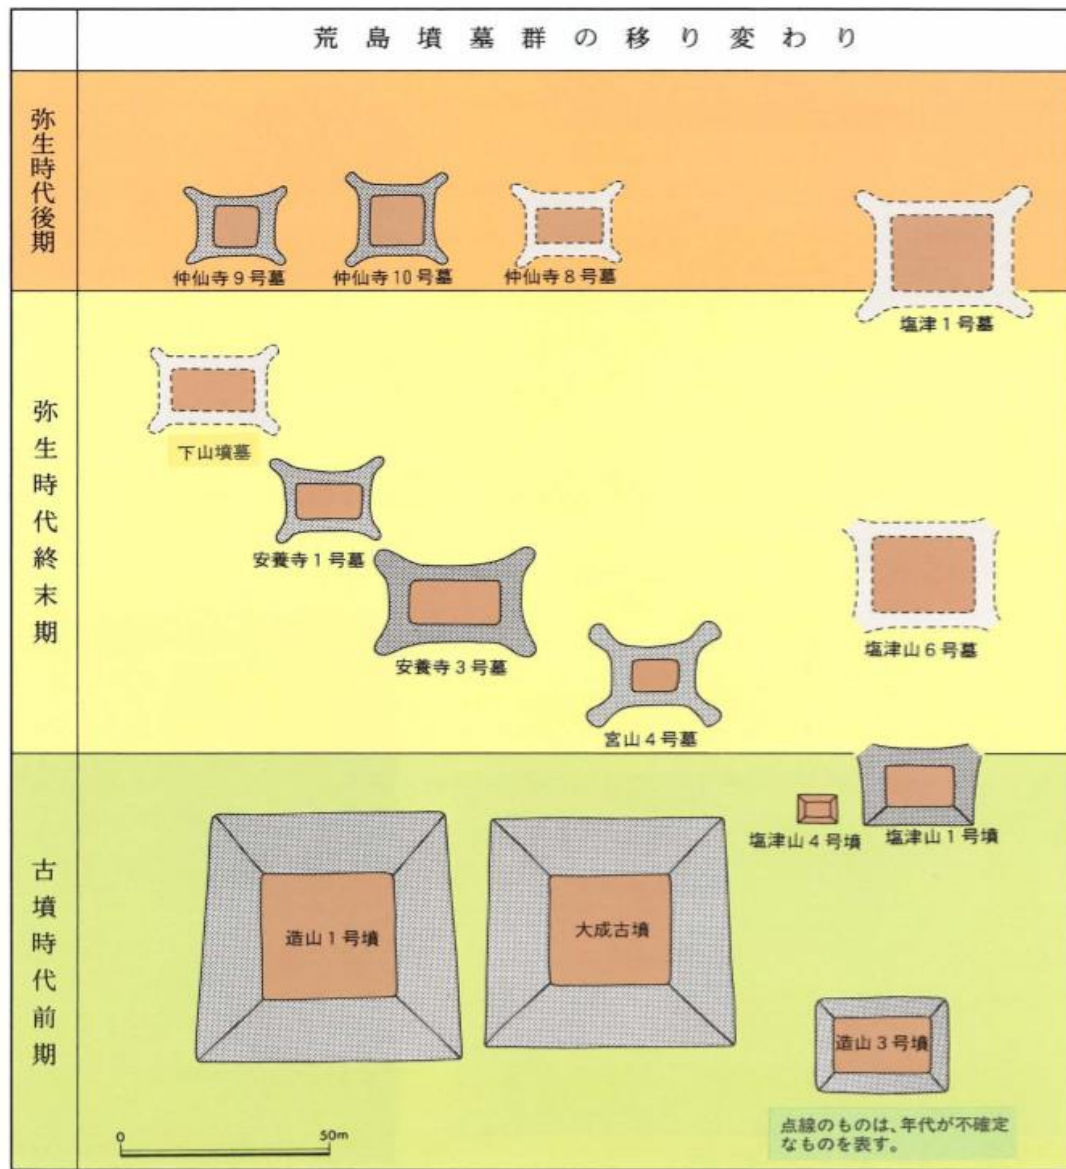 荒島墳墓群の移り変わり
弥生時代後期
仲仙寺9号墓
仲仙寺10号墓
仲仙寺8号墓
塩津1号墓
弥生時代終末期
下山墳墓
安養寺1号墓
安養寺3号墓
宮山4号墓
塩津山6号墓
古墳時代前期
塩津山4号墳
塩津山1号墳
造山1号墳
大成古墳
造山3号墳
0 50m
点線のものは、年代が不確定
なものを表す。